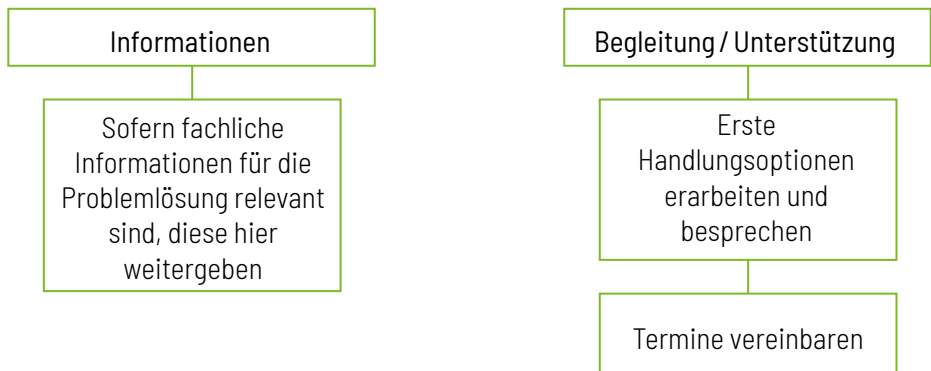 Informationen
Sofern fachliche
Informationen für die
Problemlösung relevant
sind, diese hier
weitergeben
Begleitung / Unterstützung
Erste
Handlungsoptionen
erarbeiten und
besprechen
Termine vereinbaren